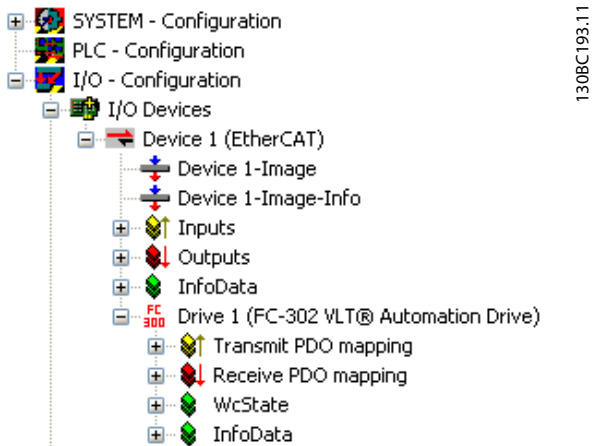 SYSTEM - Configuration
PLC - Configuration
I/O - Configuration
I/O Devices
Device 1 (EtherCAT)
Device 1-Image
Device 1-Image-Info
Inputs
Outputs
InfoData
FC 300 Drive 1 (FC-302 VLT® Automation Drive)
Transmit PDO mapping
Receive PDO mapping
WcState
InfoData
130BC193.11